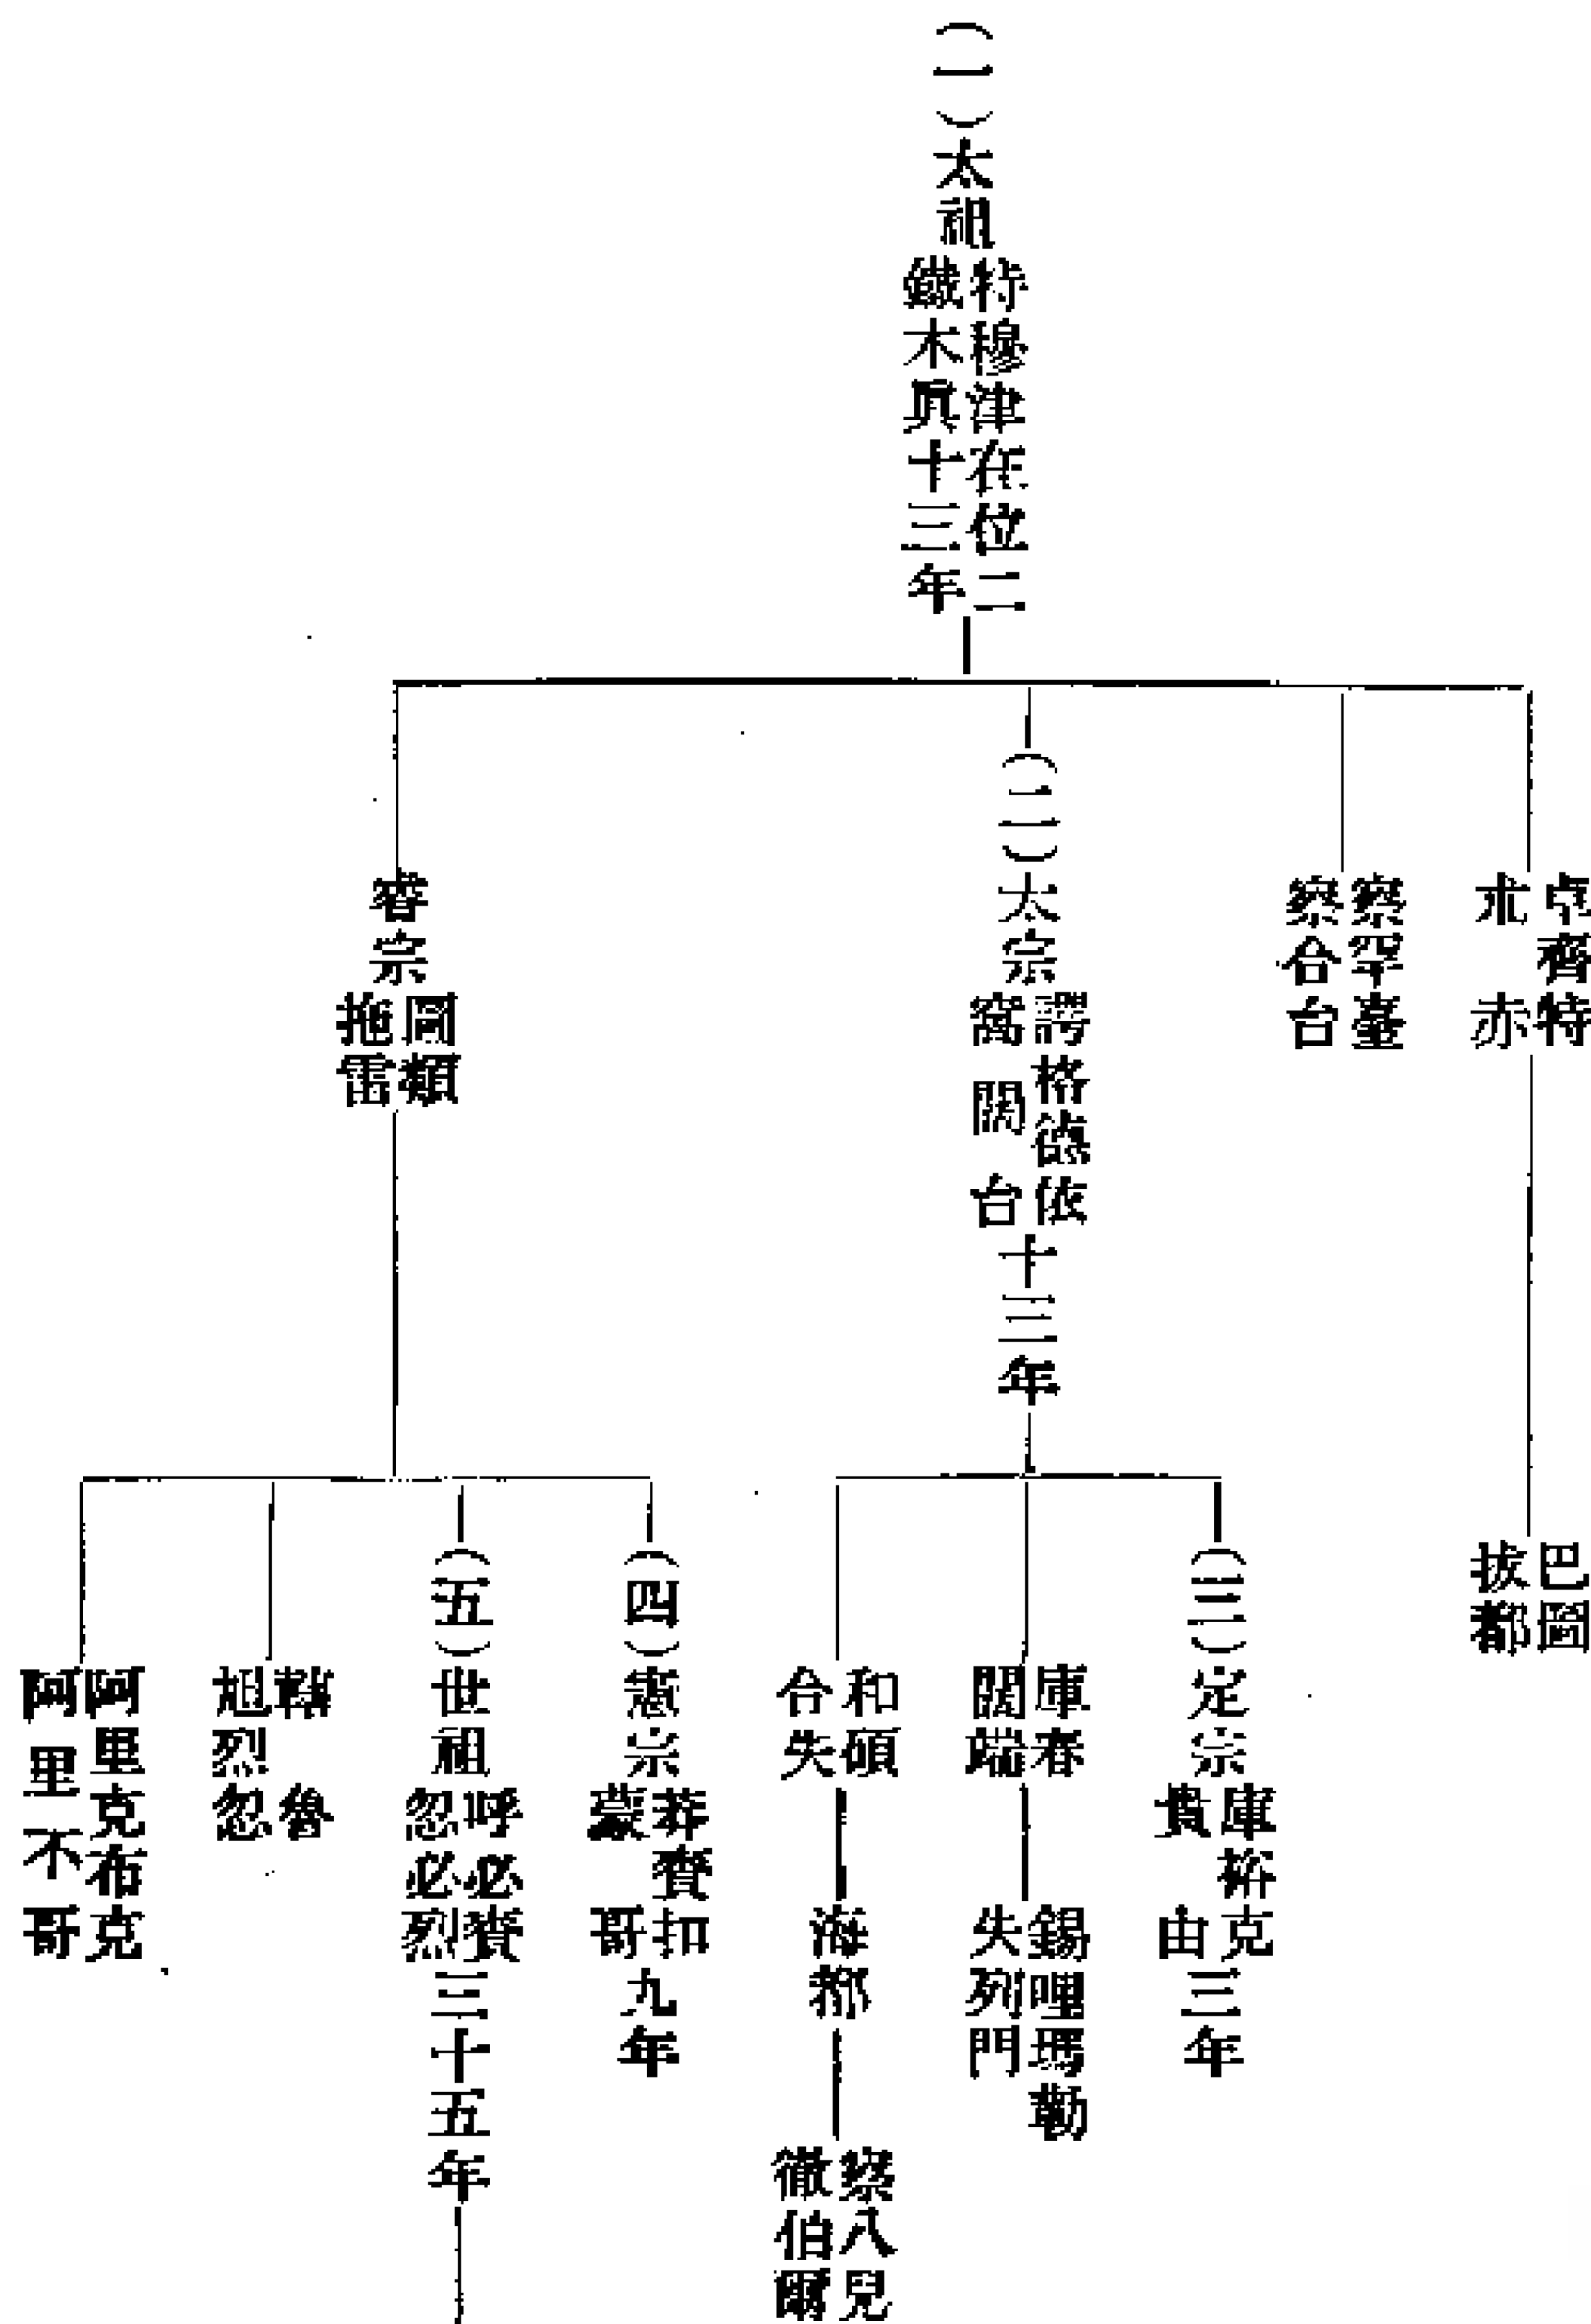 （一）太祖
特穆津在位二
鐵木眞十三年
卓齊特
朮赤
巴圖
拔都
察罕臺
察合台
（二）太宗
諤格德依
窩闊台
十三年
（三）定宗
庫裕克
貴由
三年
庫春
闊端
錫哩瑪勒
失列門
和碩
合失
海都
察八兒
徹伯爾
睿宗
圖類
拖雷
（四）憲宗
莽賚扣
蒙哥
九年
（五）世祖
呼必賚
忽必烈
三十五年
轄魯
旭烈忽
阿里克布克
阿里不哥